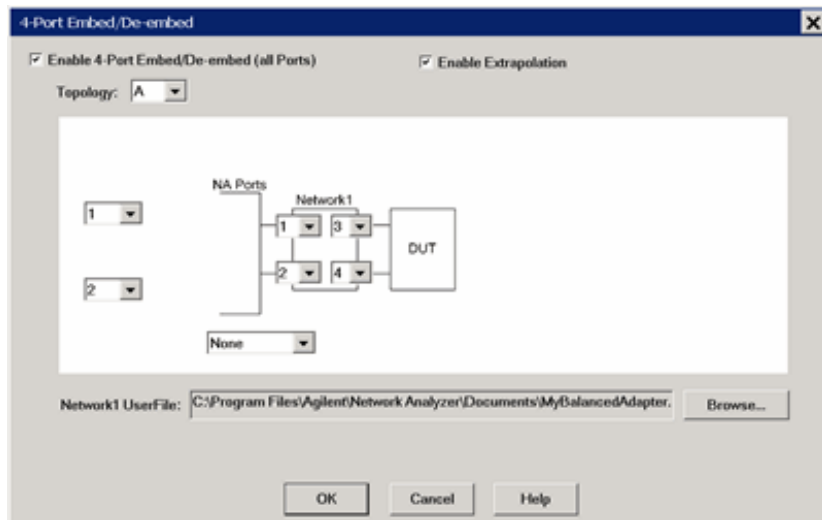 4-Port Embed/De-embed
Enable 4-Port Embed/De-embed (all Ports)
Enable Extrapolation
Topology: A
NA Ports
Network1
1
1
3
DUT
2
2
4
None
Network1 UserFile: C:\Program Files\Agilent\Network Analyzer\Documents\MyBalancedAdapter.
Browse...
OK
Cancel
Help